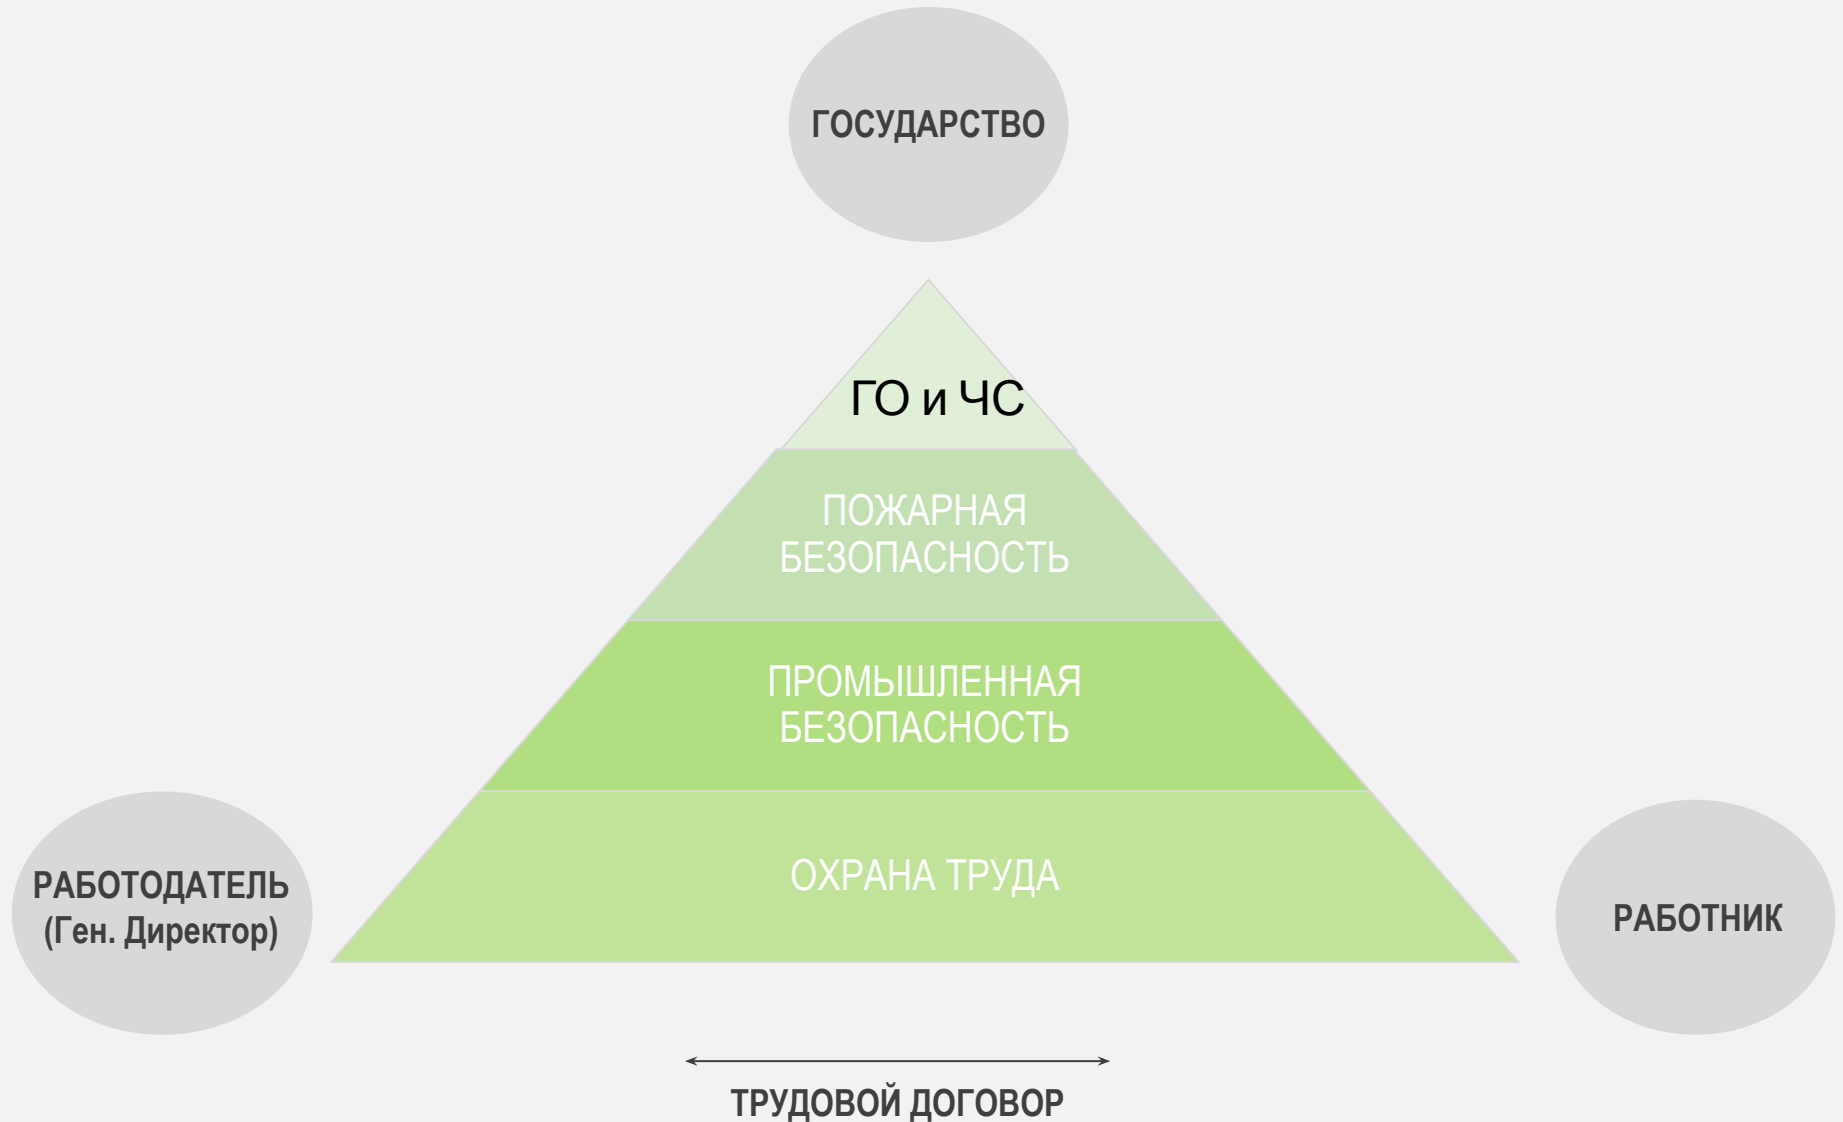 ГОСУДАРСТВО
ГО и ЧС
ПОЖАРНАЯ
БЕЗОПАСНОСТЬ
ПРОМЫШЛЕННАЯ
БЕЗОПАСНОСТЬ
ОХРАНА ТРУДА
РАБОТОДАТЕЛЬ
(Ген. Директор)
РАБОТНИК
ТРУДОВОЙ ДОГОВОР